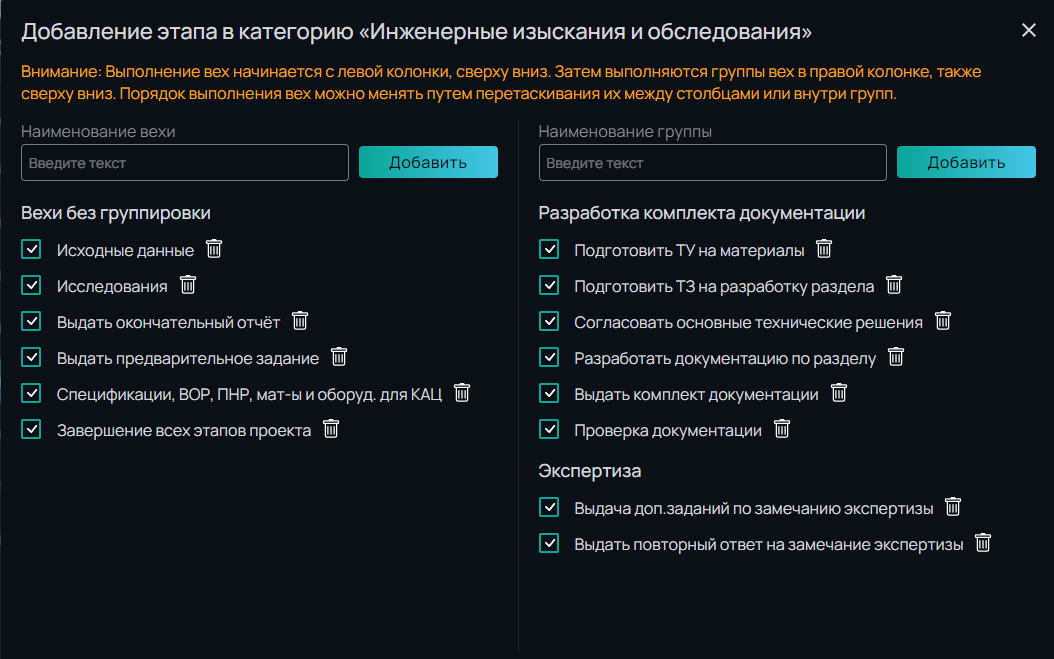 Добавление этапа в категорию «Инженерные изыскания и обследования»
Внимание: Выполнение вех начинается с левой колонки, сверху вниз. Затем выполняются группы вех в правой колонке, также
сверху вниз. Порядок выполнения вех можно менять путем перетаскивания их между столбцами или внутри групп.
Наименование вехи
Введите текст
Добавить
Вехи без группировки
Исходные данные
Исследования
Выдать окончательный отчёт
Выдать предварительное задание
Спецификации, ВОР, ПНР, мат-ы и оборуд. для КАЦ
Завершение всех этапов проекта
Наименование группы
Введите текст
Добавить
Разработка комплекта документации
Подготовить ТУ на материалы
Подготовить ТЗ на разработку раздела
Согласовать основные технические решения
Разработать документацию по разделу
Выдать комплект документации
Проверка документации
Экспертиза
Выдача доп.заданий по замечанию экспертизы
Выдать повторный ответ на замечание экспертизы